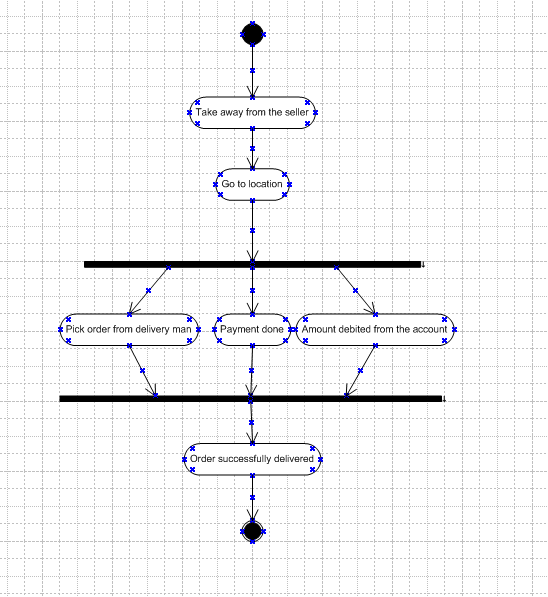 Take away from the seller
Go to location
Pick order from delivery man
Payment done
Amount debited from the account
Order successfully delivered